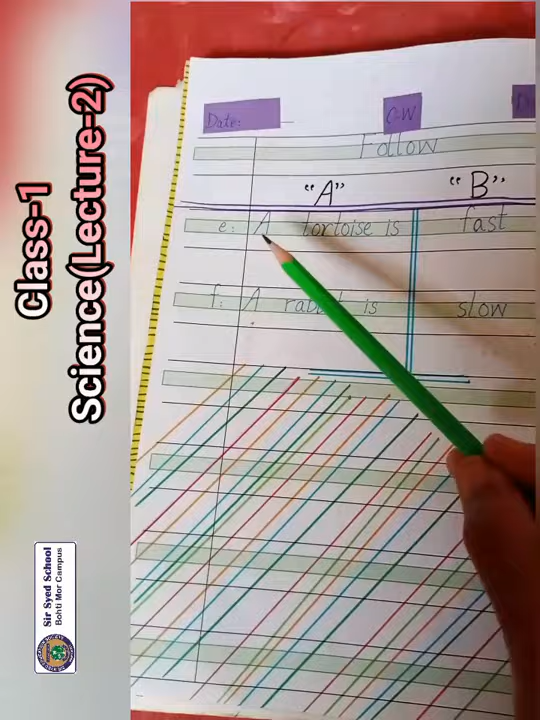 Class-1
Science(Lecture-2)
Sir Syed School
Bohti Mor Campus
Date:
C-W
Follow
"A" "B"
e: A tortoise is fast
f: A rabbit is slow